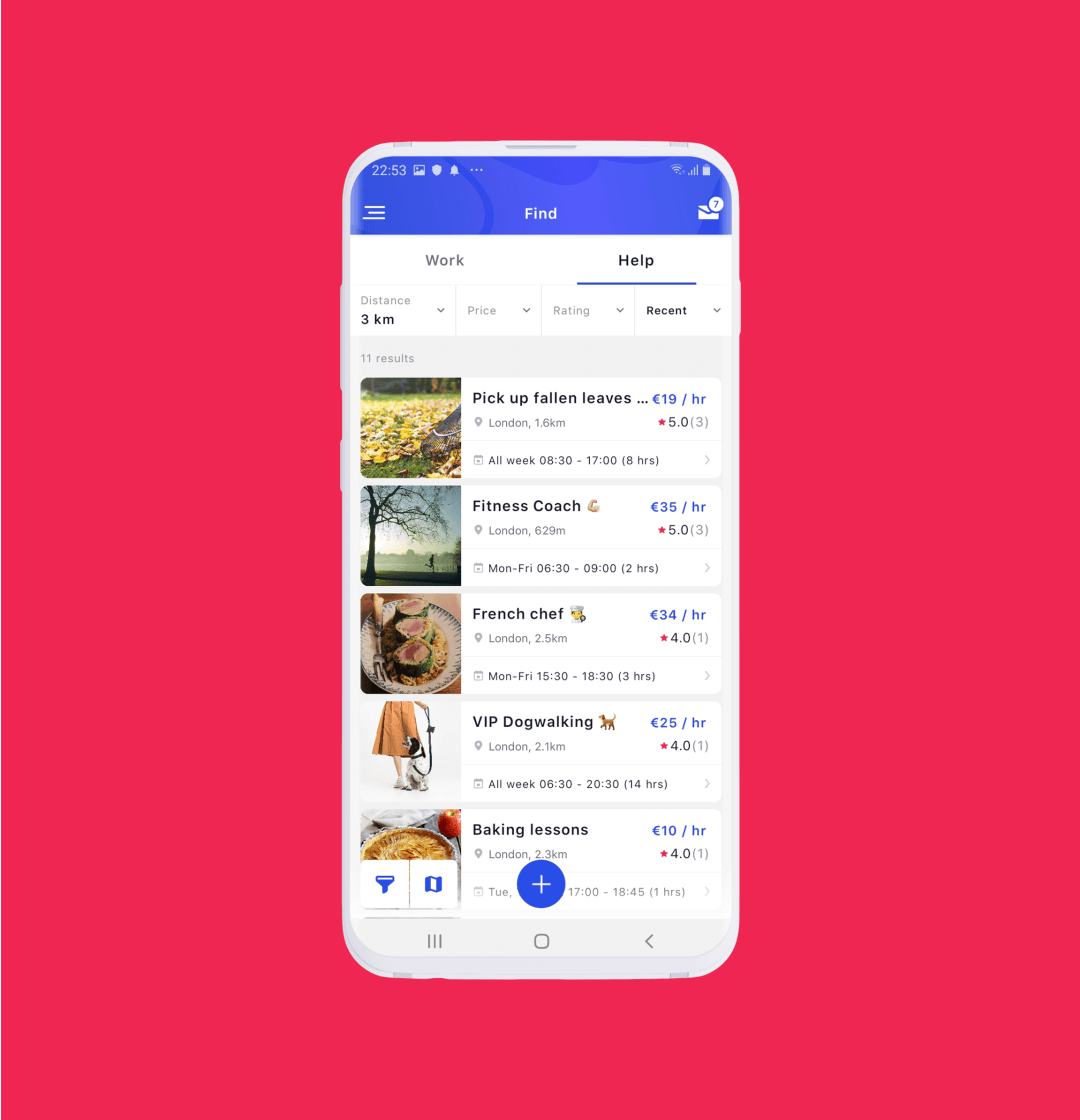 22:53
Find
7
Work Help
Distance
3 km
Price
Rating
Recent
11 results
Pick up fallen leaves ... €19 / hr
London, 1.6km 5.0(3)
All week 08:30 - 17:00 (8 hrs)
Fitness Coach 💪🏼 €35 / hr
London, 629m 5.0(3)
Mon-Fri 06:30 - 09:00 (2 hrs)
French chef 👨‍🍳 €34 / hr
London, 2.5km 4.0(1)
Mon-Fri 15:30 - 18:30 (3 hrs)
VIP Dogwalking 🐕 €25 / hr
London, 2.1km 4.0(1)
All week 06:30 - 20:30 (14 hrs)
Baking lessons €10 / hr
London, 2.3km 4.0(1)
Tue, 17:00 - 18:45 (1 hrs)